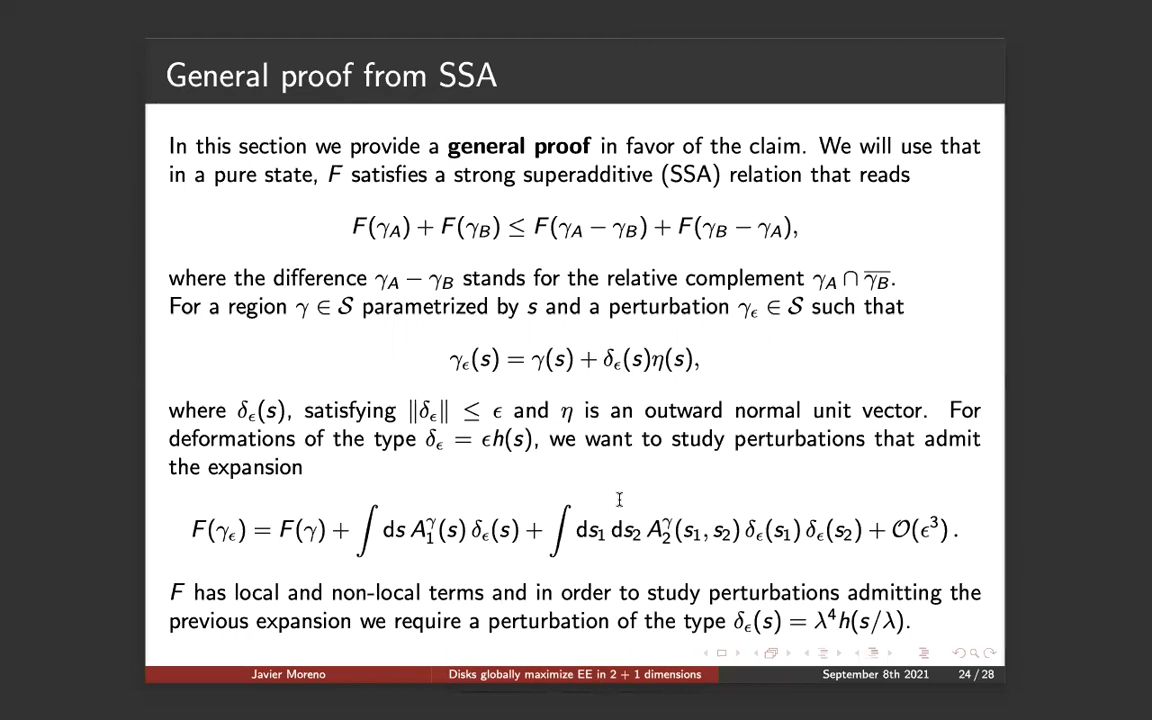 General proof from SSA
In this section we provide a general proof in favor of the claim. We will use that
in a pure state, F satisfies a strong superadditive (SSA) relation that reads
F(γ_A) + F(γ_B) ≤ F(γ_A − γ_B) + F(γ_B − γ_A),
where the difference γ_A − γ_B stands for the relative complement γ_A ∩ \overline{γ_B}.
For a region γ ∈ 𝒮 parametrized by s and a perturbation γ_ϵ ∈ 𝒮 such that
γ_ϵ(s) = γ(s) + δ_ϵ(s)η(s),
where δ_ϵ(s), satisfying ‖δ_ϵ‖ ≤ ϵ and η is an outward normal unit vector. For
deformations of the type δ_ϵ = ϵh(s), we want to study perturbations that admit
the expansion
F(γ_ϵ) = F(γ) + ∫ ds A_1^γ(s) δ_ϵ(s) + ∫ ds_1 ds_2 A_2^γ(s_1, s_2) δ_ϵ(s_1) δ_ϵ(s_2) + 𝒪(ϵ^3) .
F has local and non-local terms and in order to study perturbations admitting the
previous expansion we require a perturbation of the type δ_ϵ(s) = λ^4 h(s/λ).
Javier Moreno
Disks globally maximize EE in 2 + 1 dimensions
September 8th 2021
24 / 28